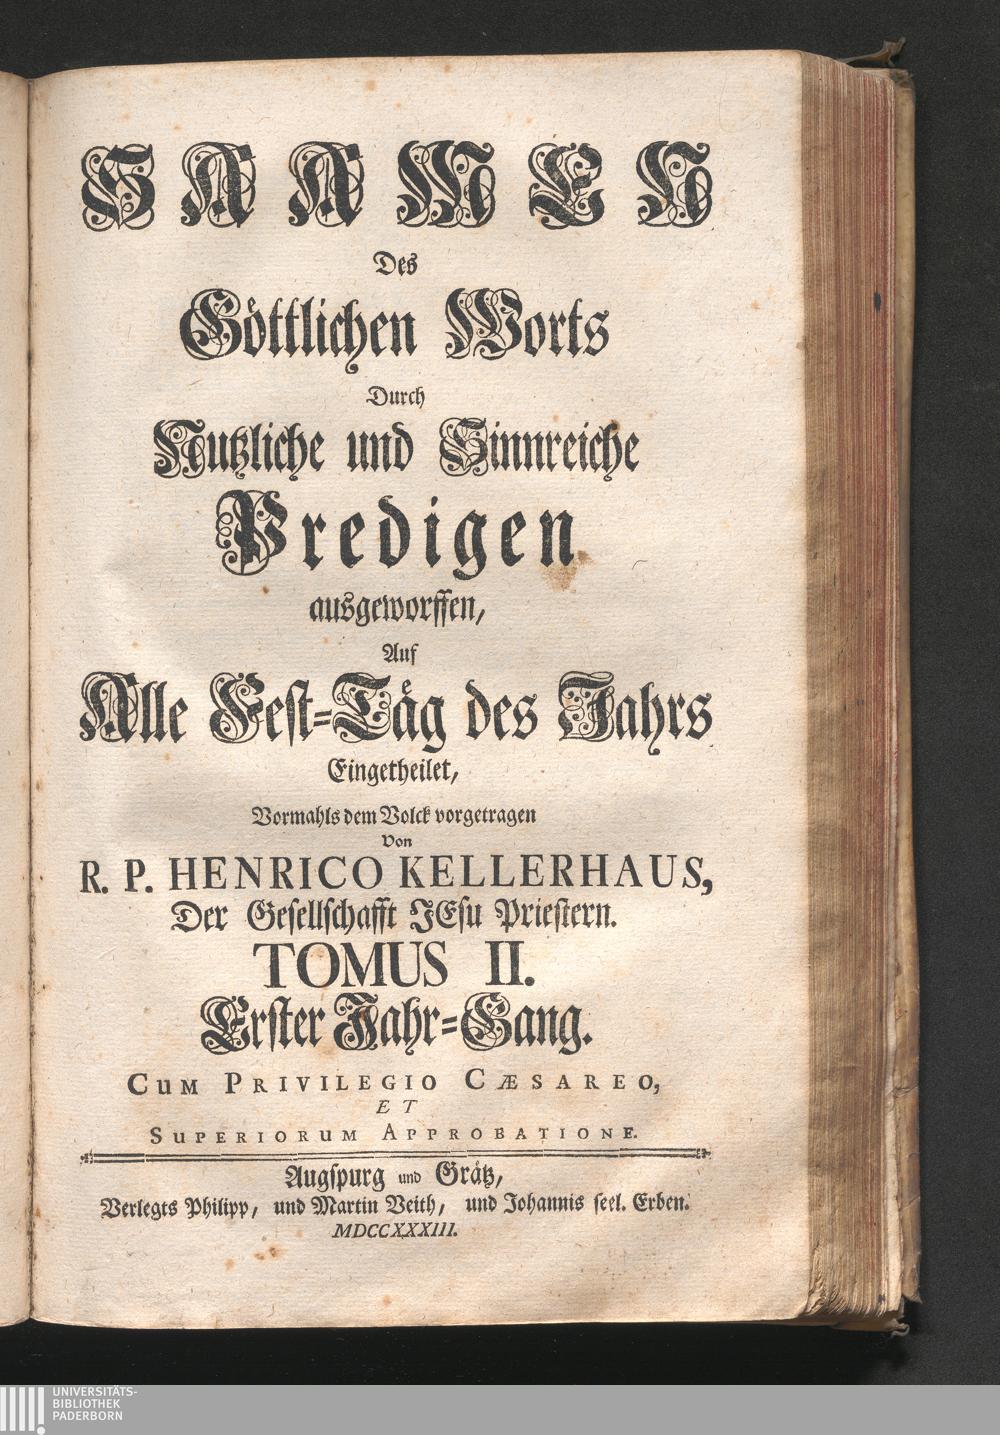 SAAMEN
Des
Göttlichen Worts
Durch
Nutzliche und Sinnreiche
Predigen
ausgeworffen,
Auf
Alle Fest-Täg des Jahrs
Eingetheilet,
Vormahls dem Volck vorgetragen
Von
R. P. HENRICO KELLERHAUS,
Der Gesellschafft JEsu Priestern.
TOMUS II.
Erster Jahr-Gang.
CUM PRIVILEGIO CÆSAREO,
ET
SUPERIORUM APPROBATIONE.
Augspurg und Grätz,
Verlegts Philipp, und Martin Veith, und Johannis seel. Erben.
MDCCXXXIII.
UNIVERSITÄTS-
BIBLIOTHEK
PADERBORN